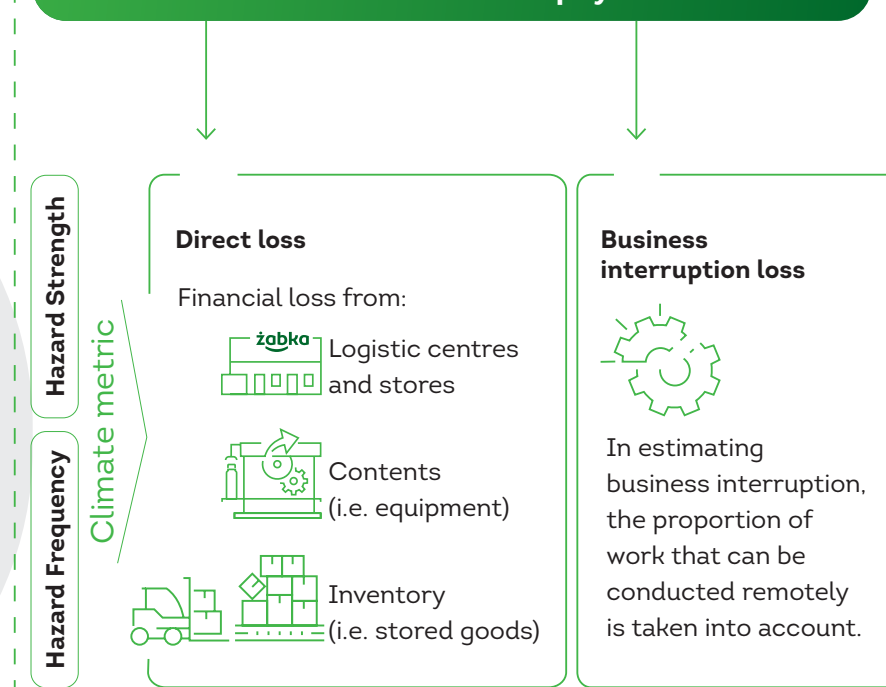 Hazard Strength
Hazard Frequency
Climate metric
Direct loss
Financial loss from:
żabka
Logistic centres
and stores
Contents
(i.e. equipment)
Inventory
(i.e. stored goods)
Business
interruption loss
In estimating
business interruption,
the proportion of
work that can be
conducted remotely
is taken into account.